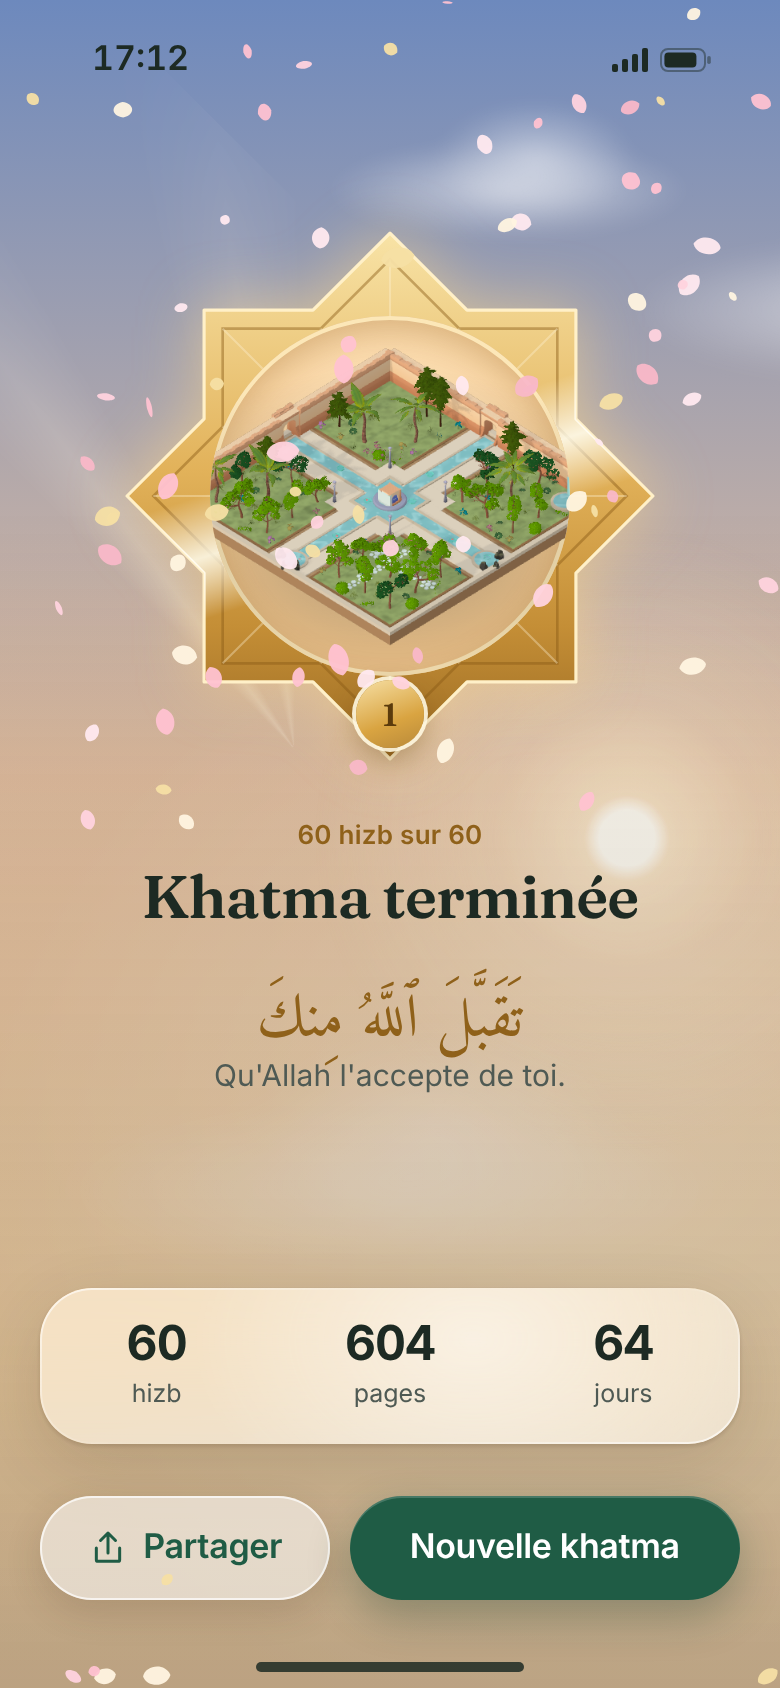 17:12
1
60 hizb sur 60
Khatma terminée
تَقَبَّلَ ٱللَّهُ مِنكَ
Qu'Allah l'accepte de toi.
60 604 64
hizb pages jours
Partager Nouvelle khatma